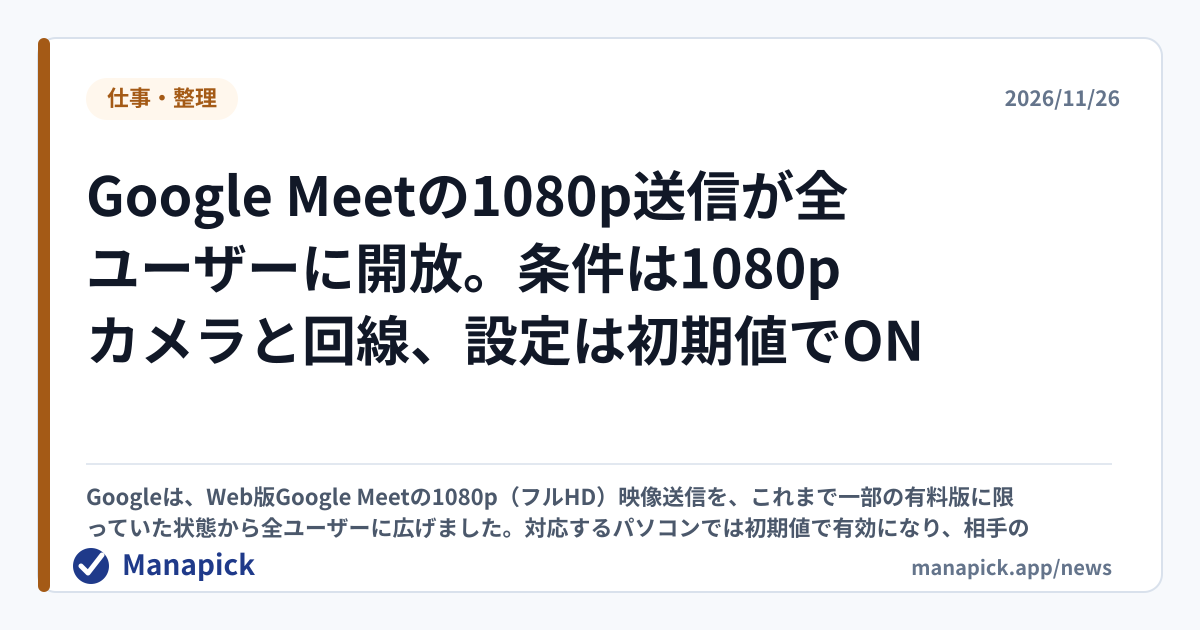 仕事・整理
2026/11/26
Google Meetの1080p送信が全
ユーザーに開放。条件は1080p
カメラと回線、設定は初期値でON
Googleは、Web版Google Meetの1080p（フルHD）映像送信を、これまで一部の有料版に限
っていた状態から全ユーザーに広げました。対応するパソコンでは初期値で有効になり、相手の
Manapick
manapick.app/news